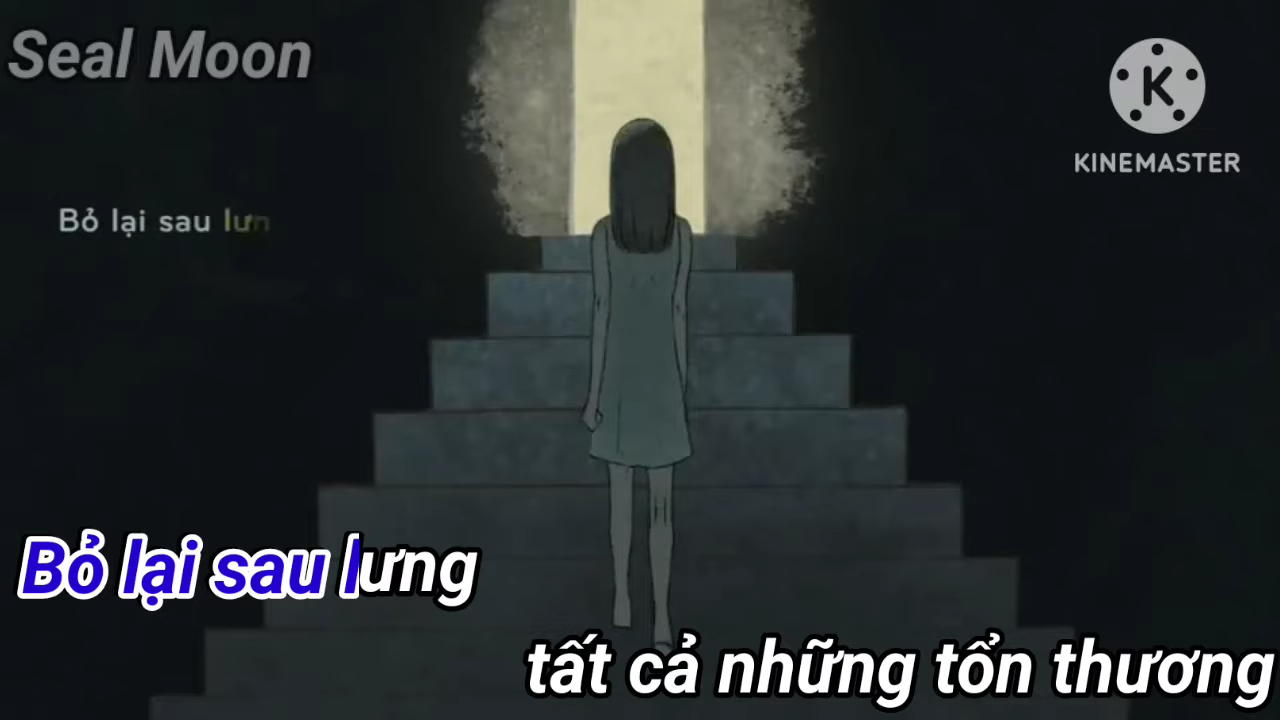 Seal Moon
KINEMASTER
Bỏ lại sau lưn
Bỏ lại sau lưng
tất cả những tổn thương